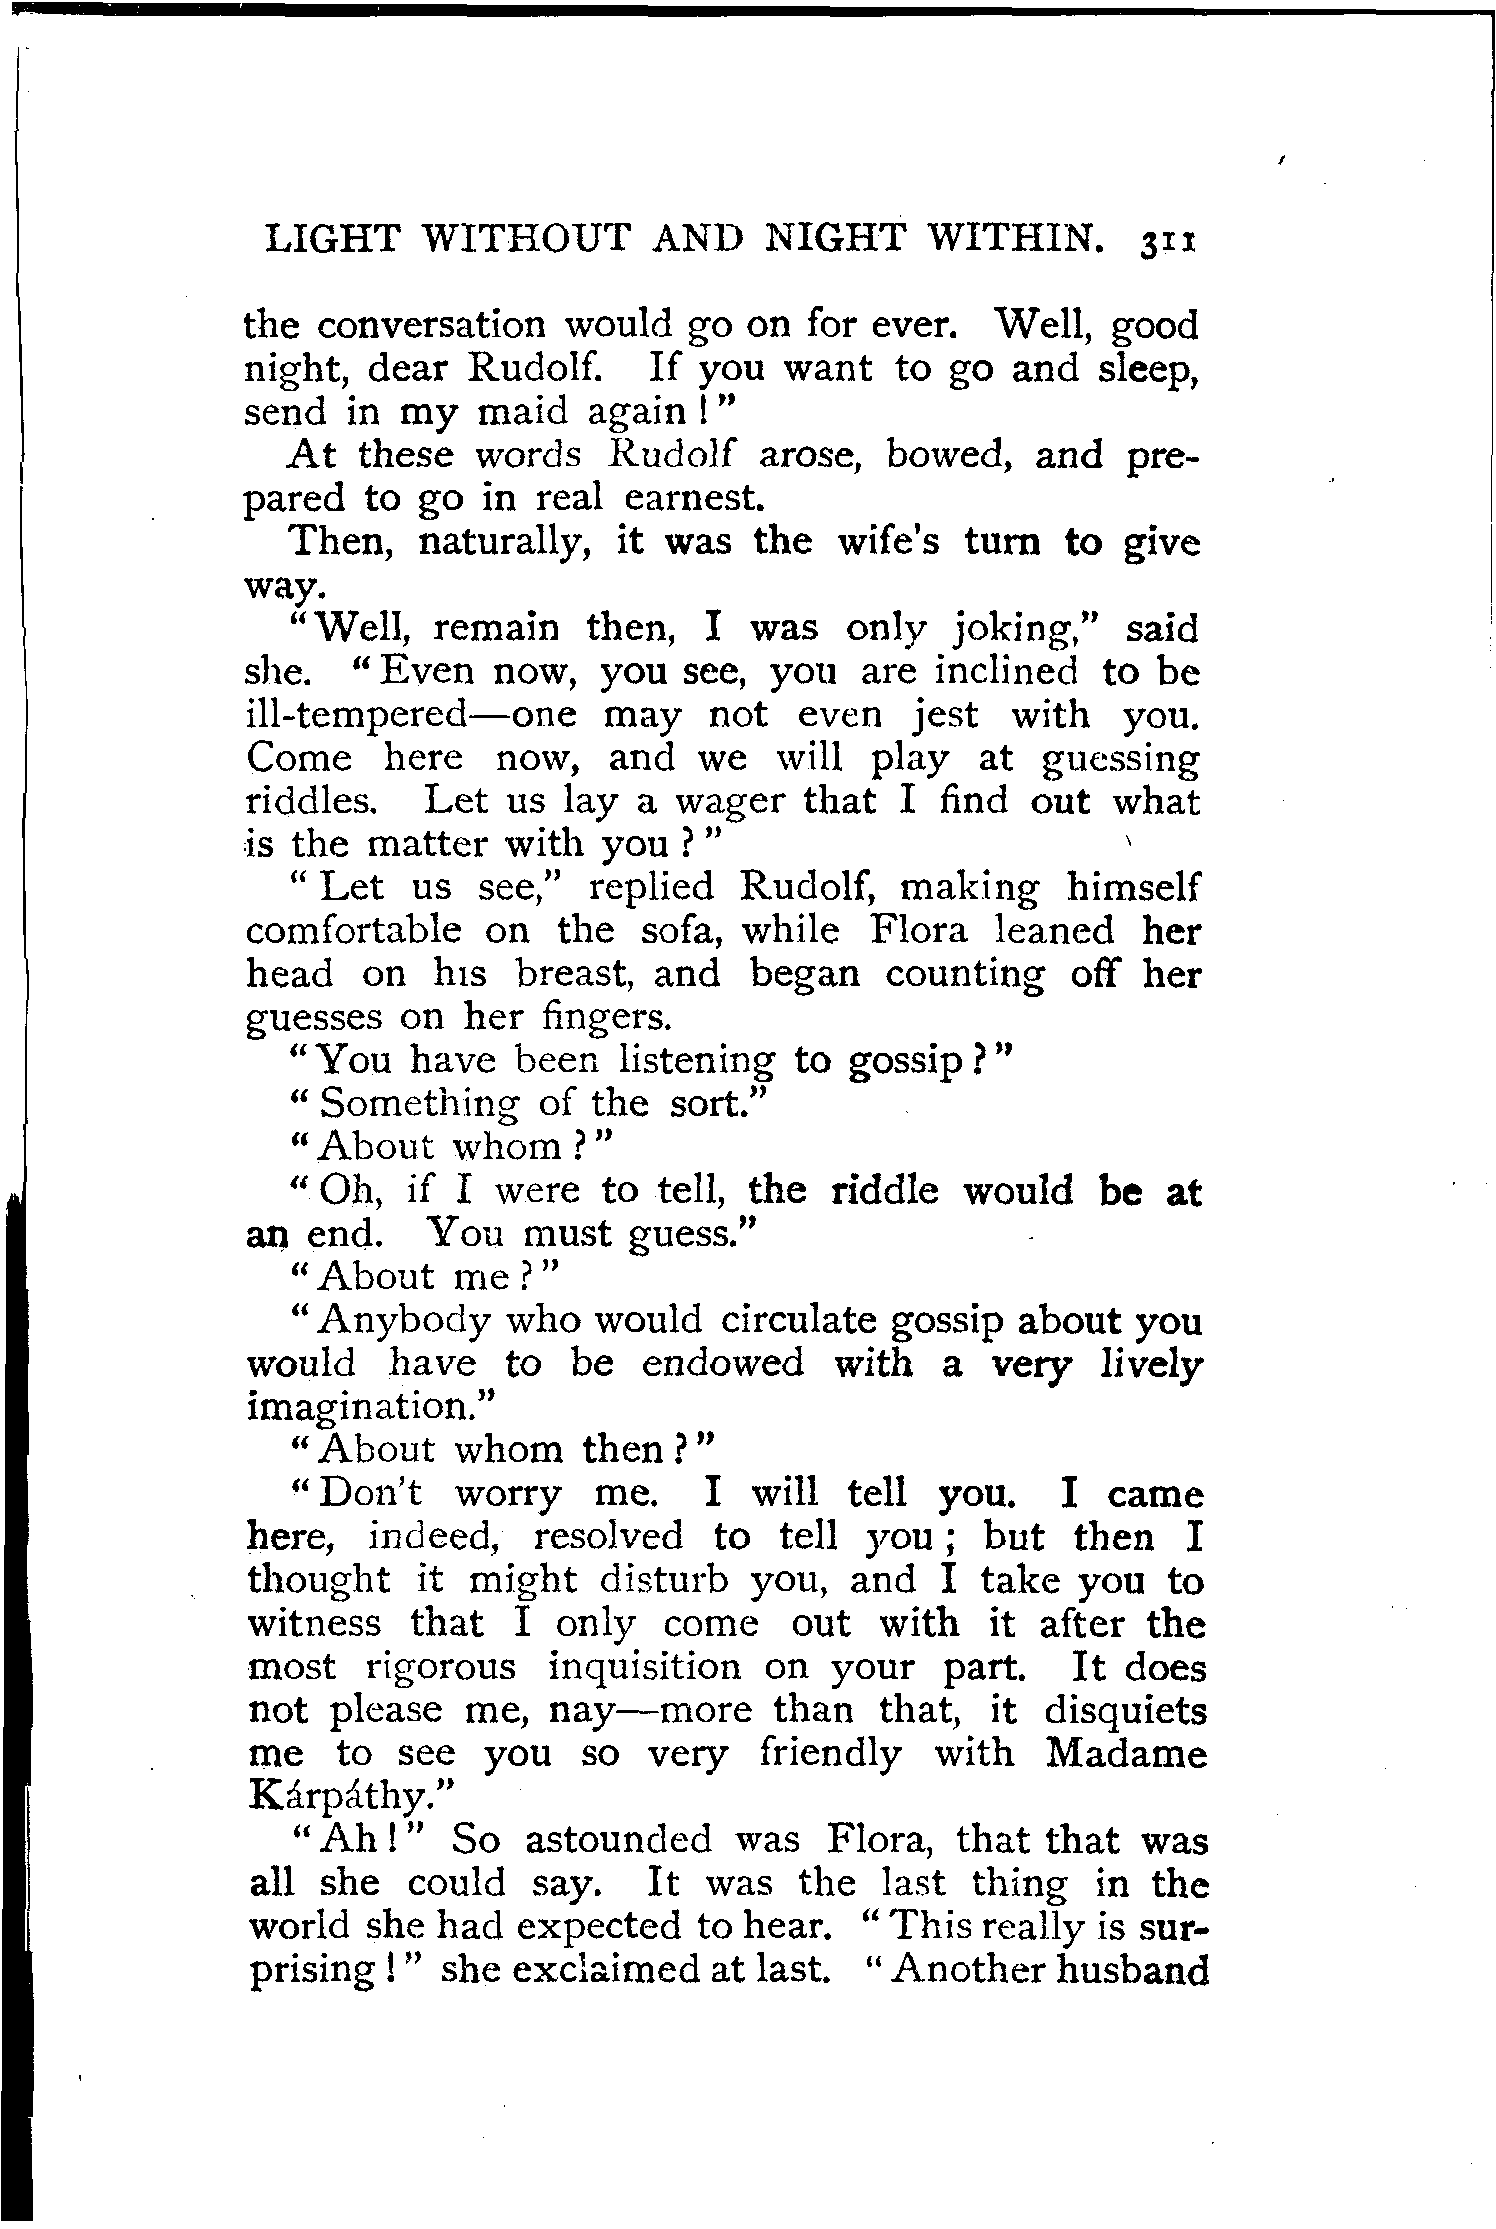 LIGHT WITHOUT AND NIGHT WITHIN. 311
the conversation would go on for ever. Well, good
night, dear Rudolf. If you want to go and sleep,
send in my maid again!"
At these words Rudolf arose, bowed, and pre-
pared to go in real earnest.
Then, naturally, it was the wife's turn to give
way.
"Well, remain then, I was only joking," said
she. "Even now, you see, you are inclined to be
ill-tempered—one may not even jest with you.
Come here now, and we will play at guessing
riddles. Let us lay a wager that I find out what
is the matter with you?"
"Let us see," replied Rudolf, making himself
comfortable on the sofa, while Flora leaned her
head on his breast, and began counting off her
guesses on her fingers.
"You have been listening to gossip?"
"Something of the sort."
"About whom?"
"Oh, if I were to tell, the riddle would be at
an end. You must guess."
"About me?"
"Anybody who would circulate gossip about you
would have to be endowed with a very lively
imagination."
"About whom then?"
"Don't worry me. I will tell you. I came
here, indeed, resolved to tell you; but then I
thought it might disturb you, and I take you to
witness that I only come out with it after the
most rigorous inquisition on your part. It does
not please me, nay—more than that, it disquiets
me to see you so very friendly with Madame
Kárpáthy."
"Ah!" So astounded was Flora, that that was
all she could say. It was the last thing in the
world she had expected to hear. "This really is sur-
prising!" she exclaimed at last. "Another husband